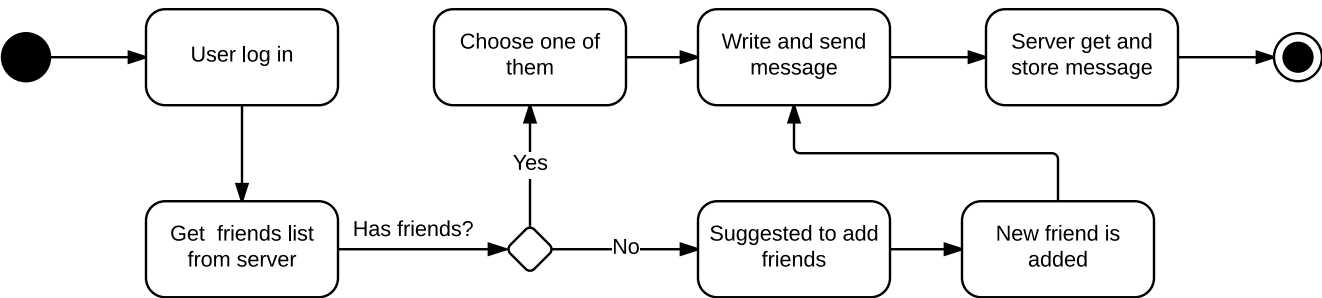 User log in
Choose one of
them
Write and send
message
Server get and
store message
Yes
Get  friends list
from server
Has friends?
No
Suggested to add
friends
New friend is
added